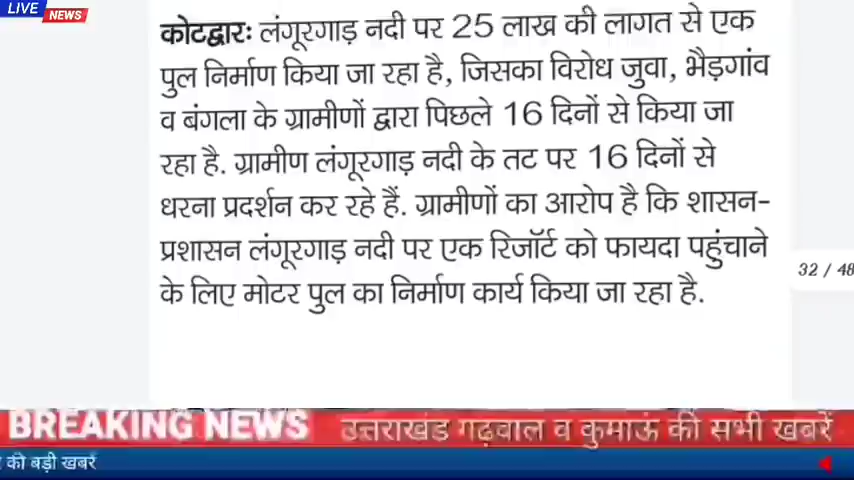 LIVE
NEWS
कोटद्वारः लंगूरगाड़ नदी पर 25 लाख की लागत से एक
पुल निर्माण किया जा रहा है, जिसका विरोध जुवा, भैड़गांव
व बंगला के ग्रामीणों द्वारा पिछले 16 दिनों से किया जा
रहा है. ग्रामीण लंगूरगाड़ नदी के तट पर 16 दिनों से
धरना प्रदर्शन कर रहे हैं. ग्रामीणों का आरोप है कि शासन-
प्रशासन लंगूरगाड़ नदी पर एक रिजॉर्ट को फायदा पहुंचाने
के लिए मोटर पुल का निर्माण कार्य किया जा रहा है.
32 / 48
BREAKING NEWS
उत्तराखंड गढ़वाल व कुमाऊं की सभी खबरें
की बड़ी खबरें